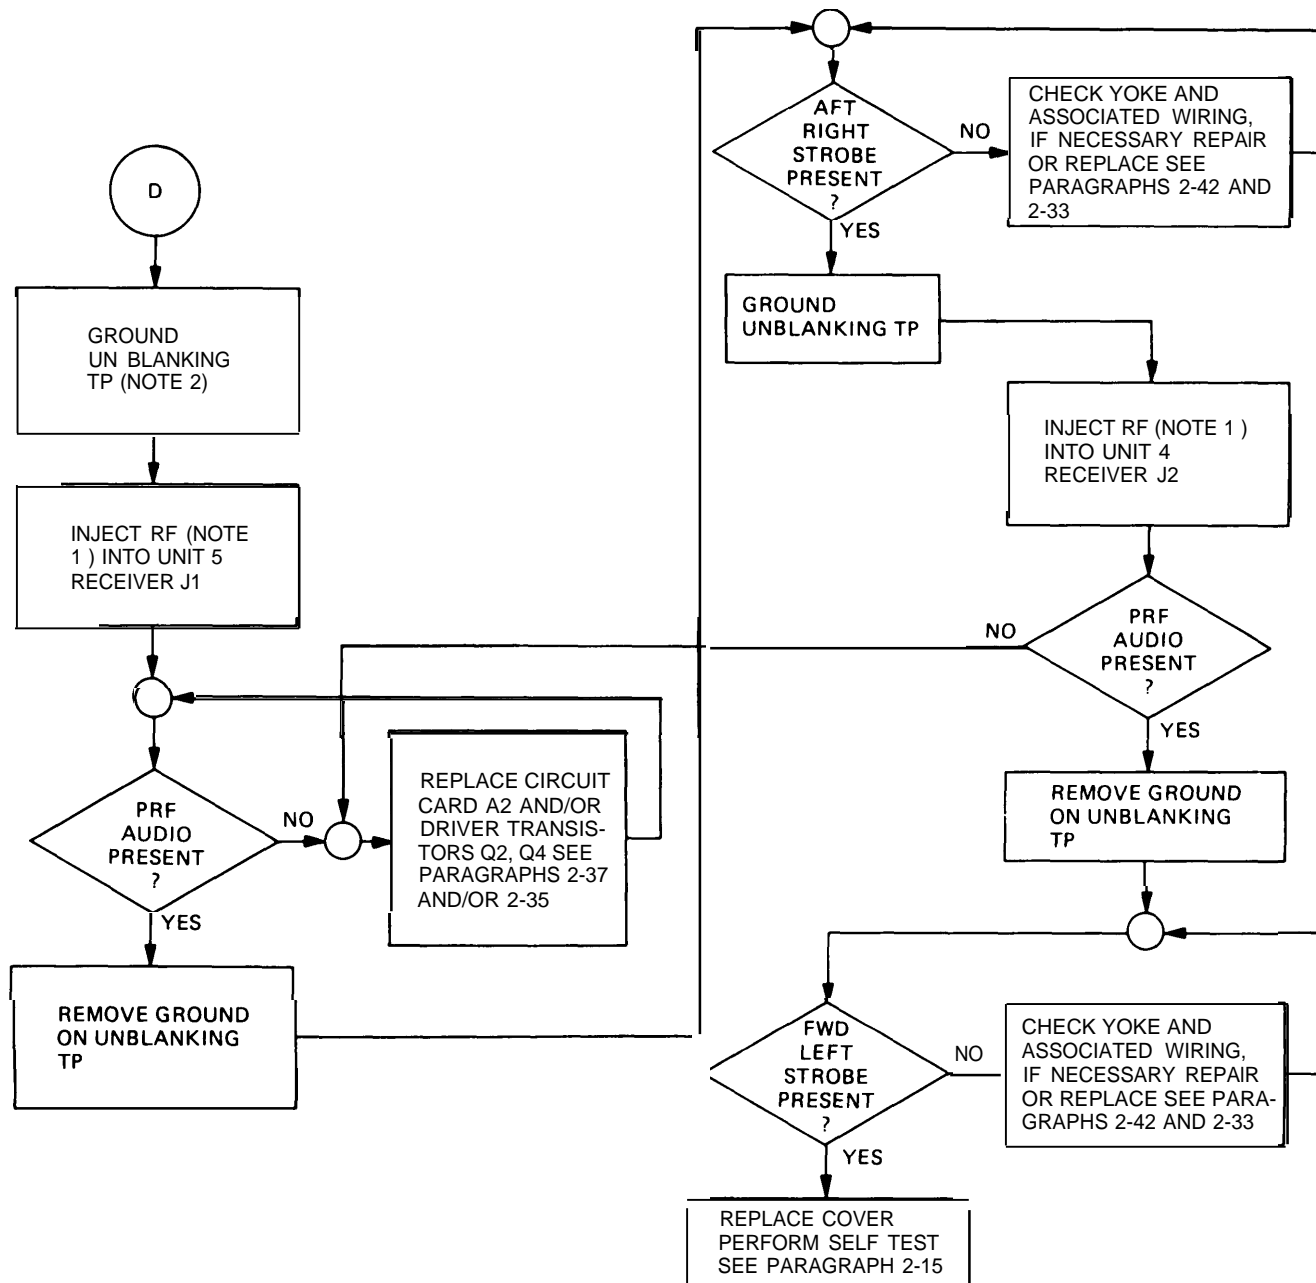 D
GROUND
UN BLANKING
TP (NOTE 2)
INJECT RF (NOTE
1 ) INTO UNIT 5
RECEIVER J1
PRF
AUDIO
PRESENT
?
NO
YES
REPLACE CIRCUIT
CARD A2 AND/OR
DRIVER TRANSIS-
TORS Q2, Q4 SEE
PARAGRAPHS 2-37
AND/OR 2-35
REMOVE GROUND
ON UNBLANKING
TP
AFT
RIGHT
STROBE
PRESENT
?
NO
YES
CHECK YOKE AND
ASSOCIATED WIRING,
IF NECESSARY REPAIR
OR REPLACE SEE
PARAGRAPHS 2-42 AND
2-33
GROUND
UNBLANKING TP
INJECT RF (NOTE 1 )
INTO UNIT 4
RECEIVER J2
PRF
AUDIO
PRESENT
?
NO
YES
REMOVE GROUND
ON UNBLANKING
TP
FWD
LEFT
STROBE
PRESENT
?
NO
YES
CHECK YOKE AND
ASSOCIATED WIRING,
IF NECESSARY REPAIR
OR REPLACE SEE PARA-
GRAPHS 2-42 AND 2-33
REPLACE COVER
PERFORM SELF TEST
SEE PARAGRAPH 2-15